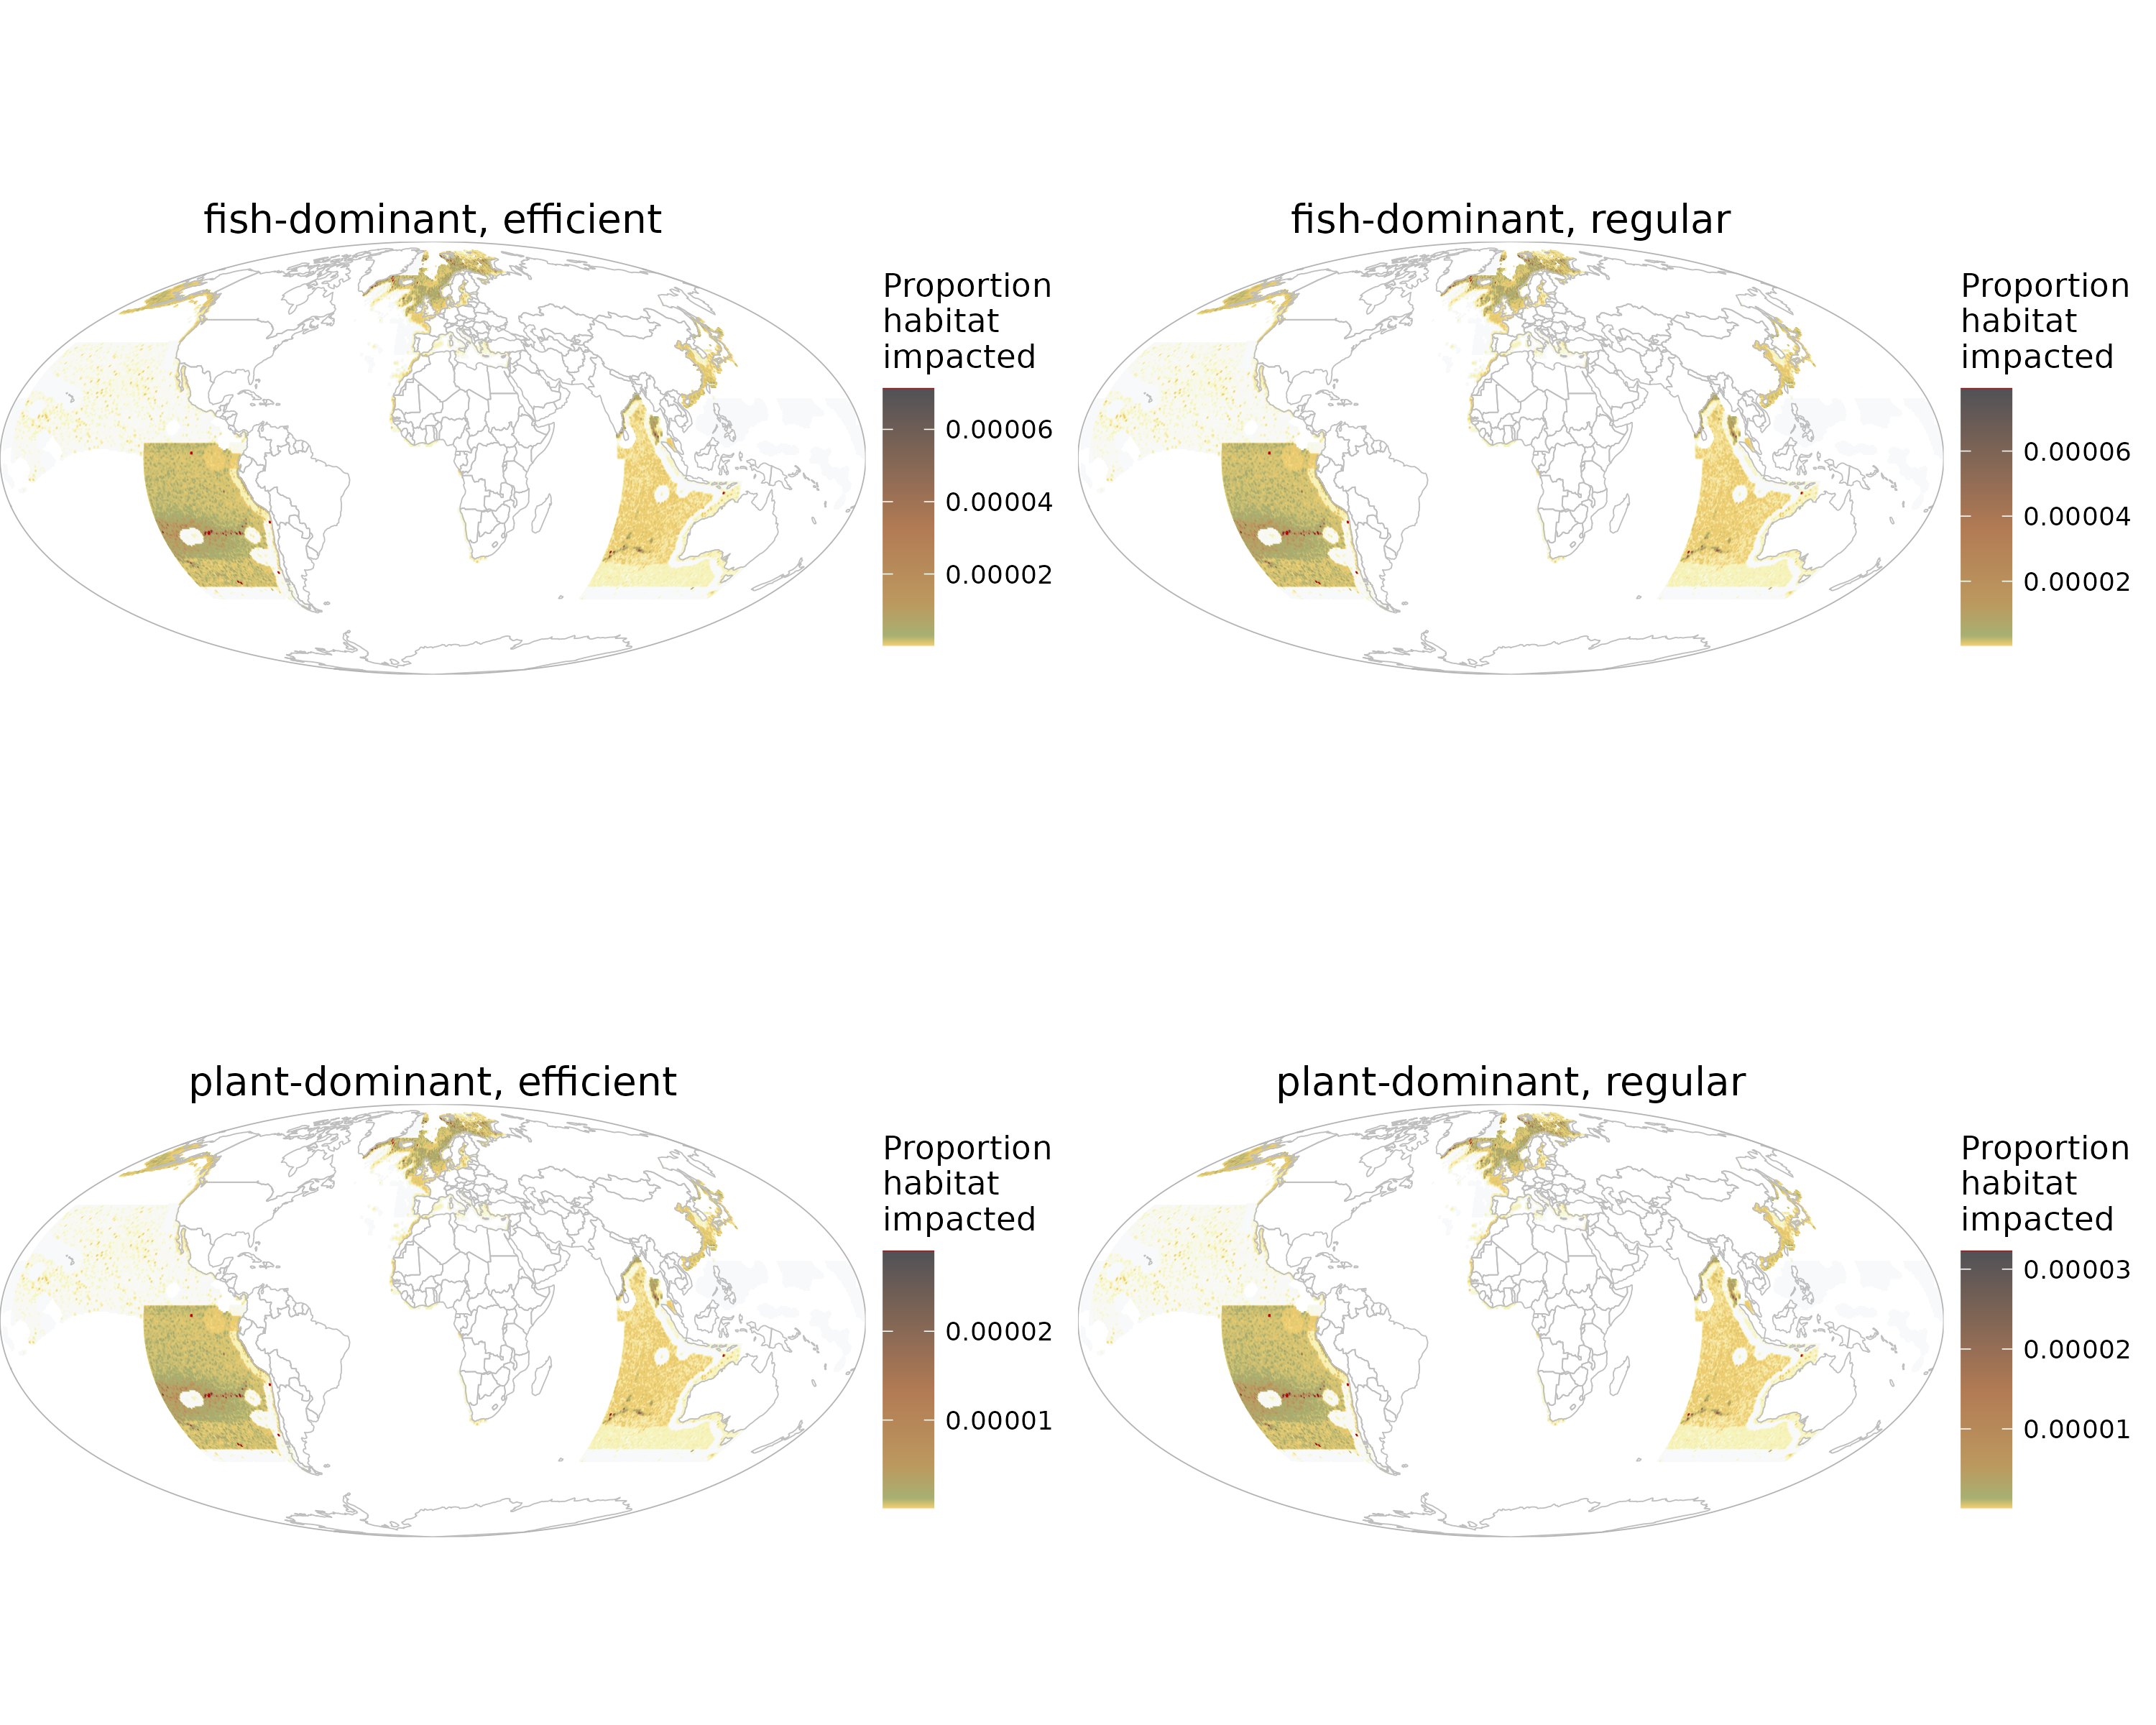 fish-dominant, efficient
Proportion
habitat
impacted
0.00006
0.00004
0.00002
fish-dominant, regular
Proportion
habitat
impacted
0.00006
0.00004
0.00002
plant-dominant, efficient
Proportion
habitat
impacted
0.00002
0.00001
plant-dominant, regular
Proportion
habitat
impacted
0.00003
0.00002
0.00001